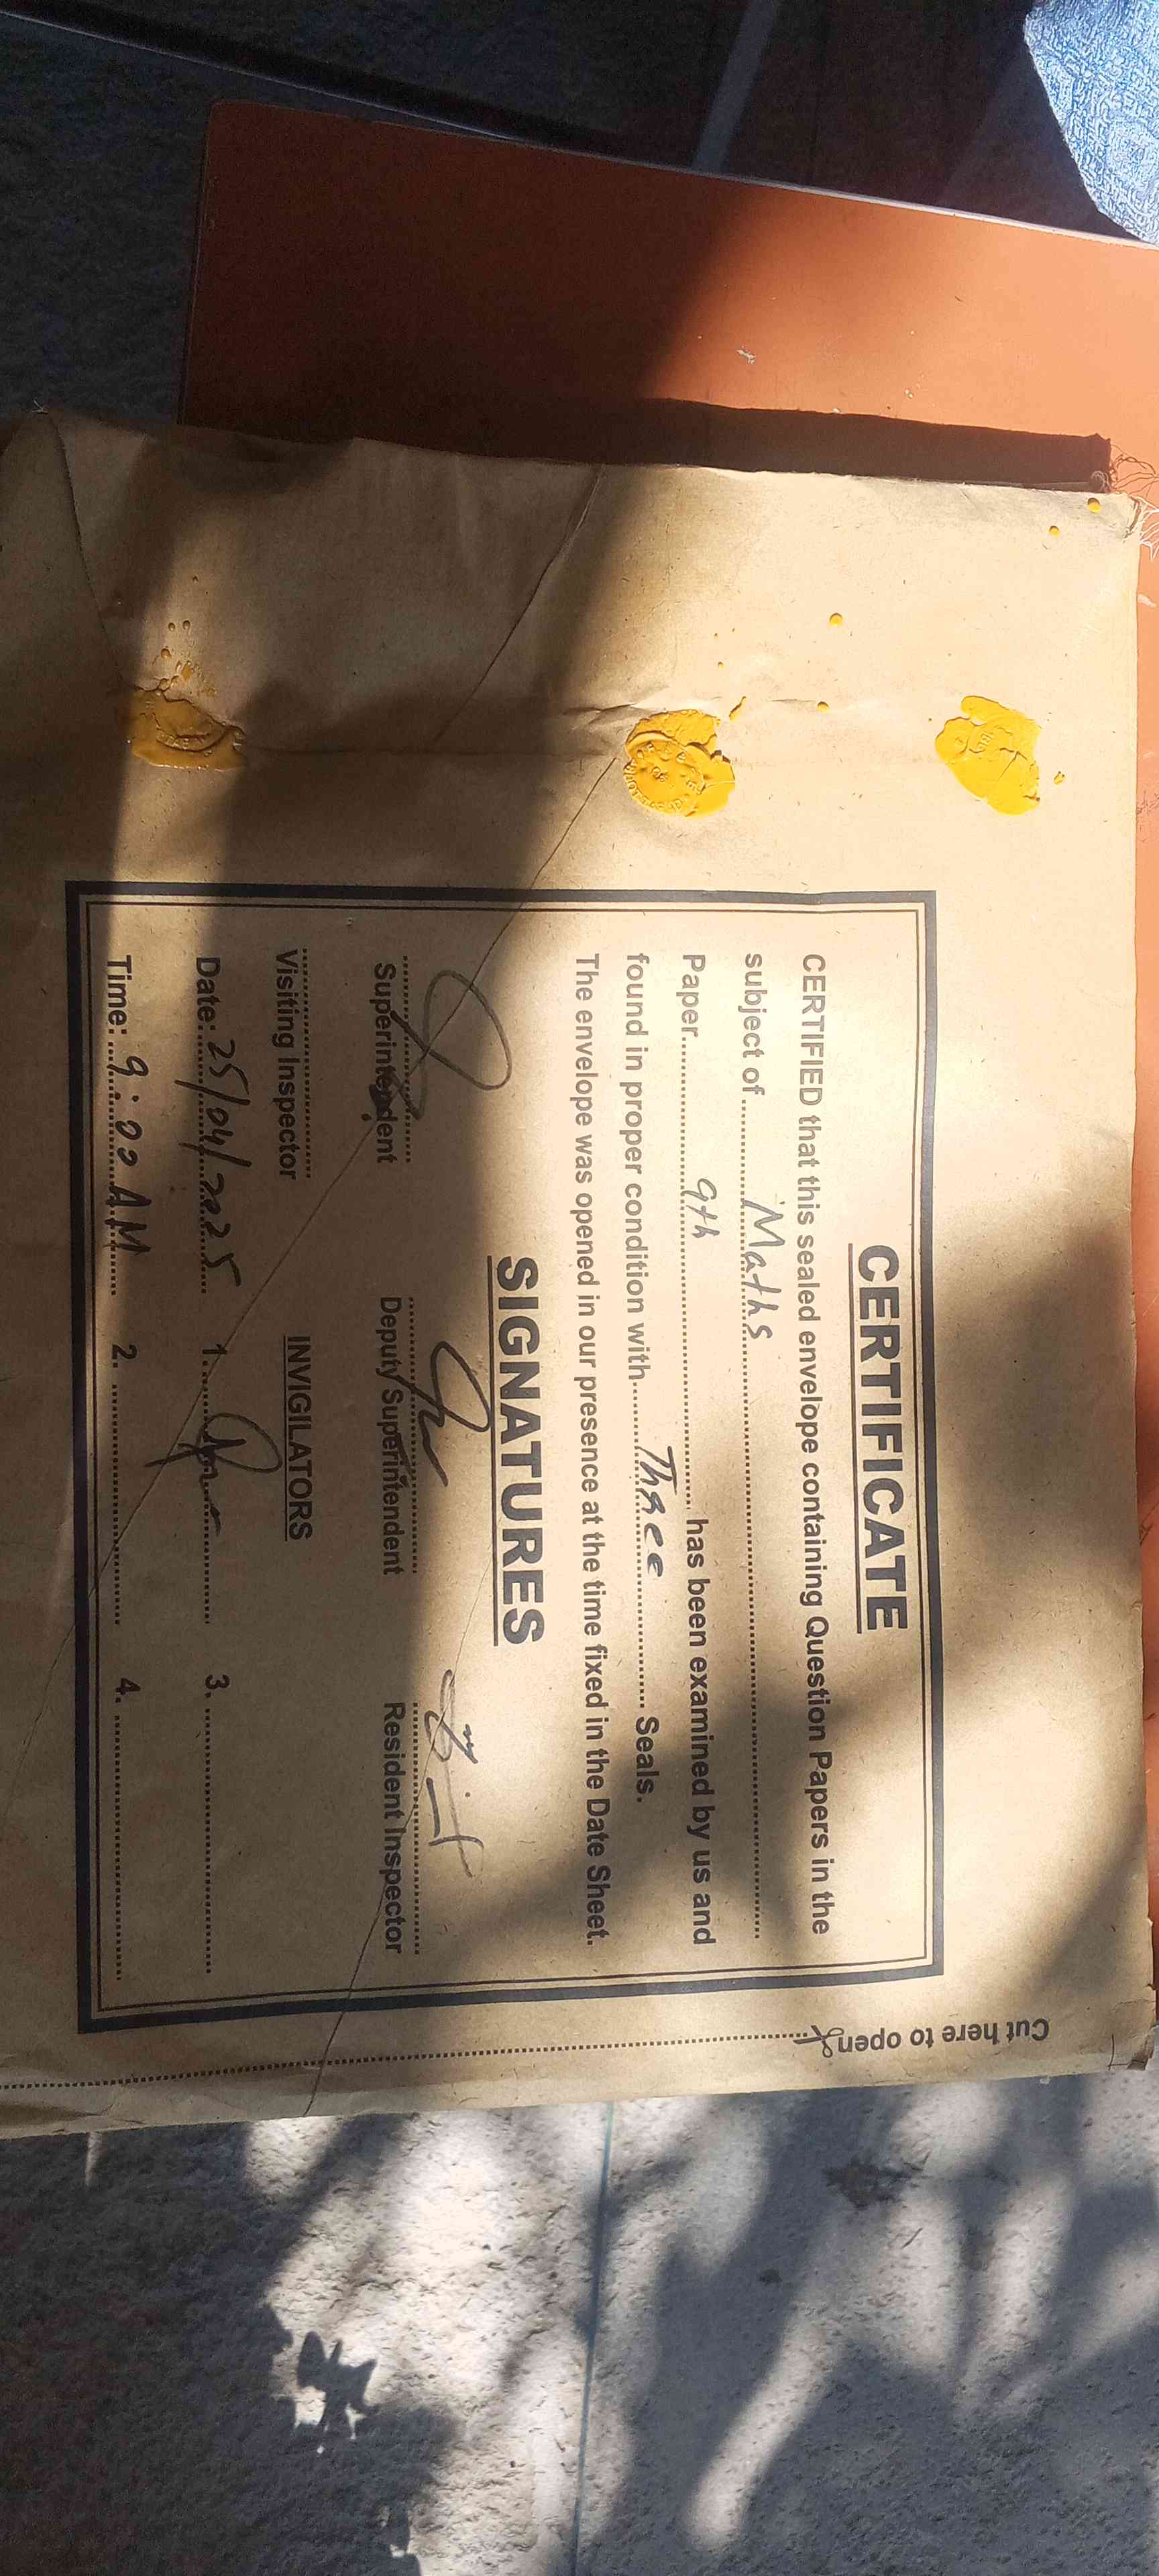 CERTIFICATE
CERTIFIED that this sealed envelope containing Question Papers in the
subject of Maths
Paper 9th has been examined by us and
found in proper condition with Three Seals.
The envelope was opened in our presence at the time fixed in the Date Sheet.
SIGNATURES
Superintendent Deputy Superintendent Resident Inspector
Visiting Inspector INVIGILATORS
Date: 25/04/2025 1. 3.
Time: 9:00 AM 2. 4.
Cut here to open